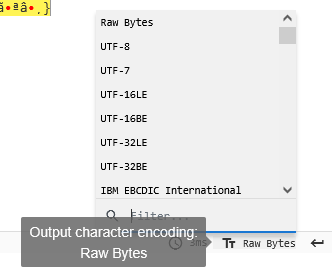 •ªâ•.}
Raw Bytes
UTF-8
UTF-7
UTF-16LE
UTF-16BE
UTF-32LE
UTF-32BE
IBM EBCDIC International
Filter...
Output character encoding:
Raw Bytes
3ms
Raw Bytes